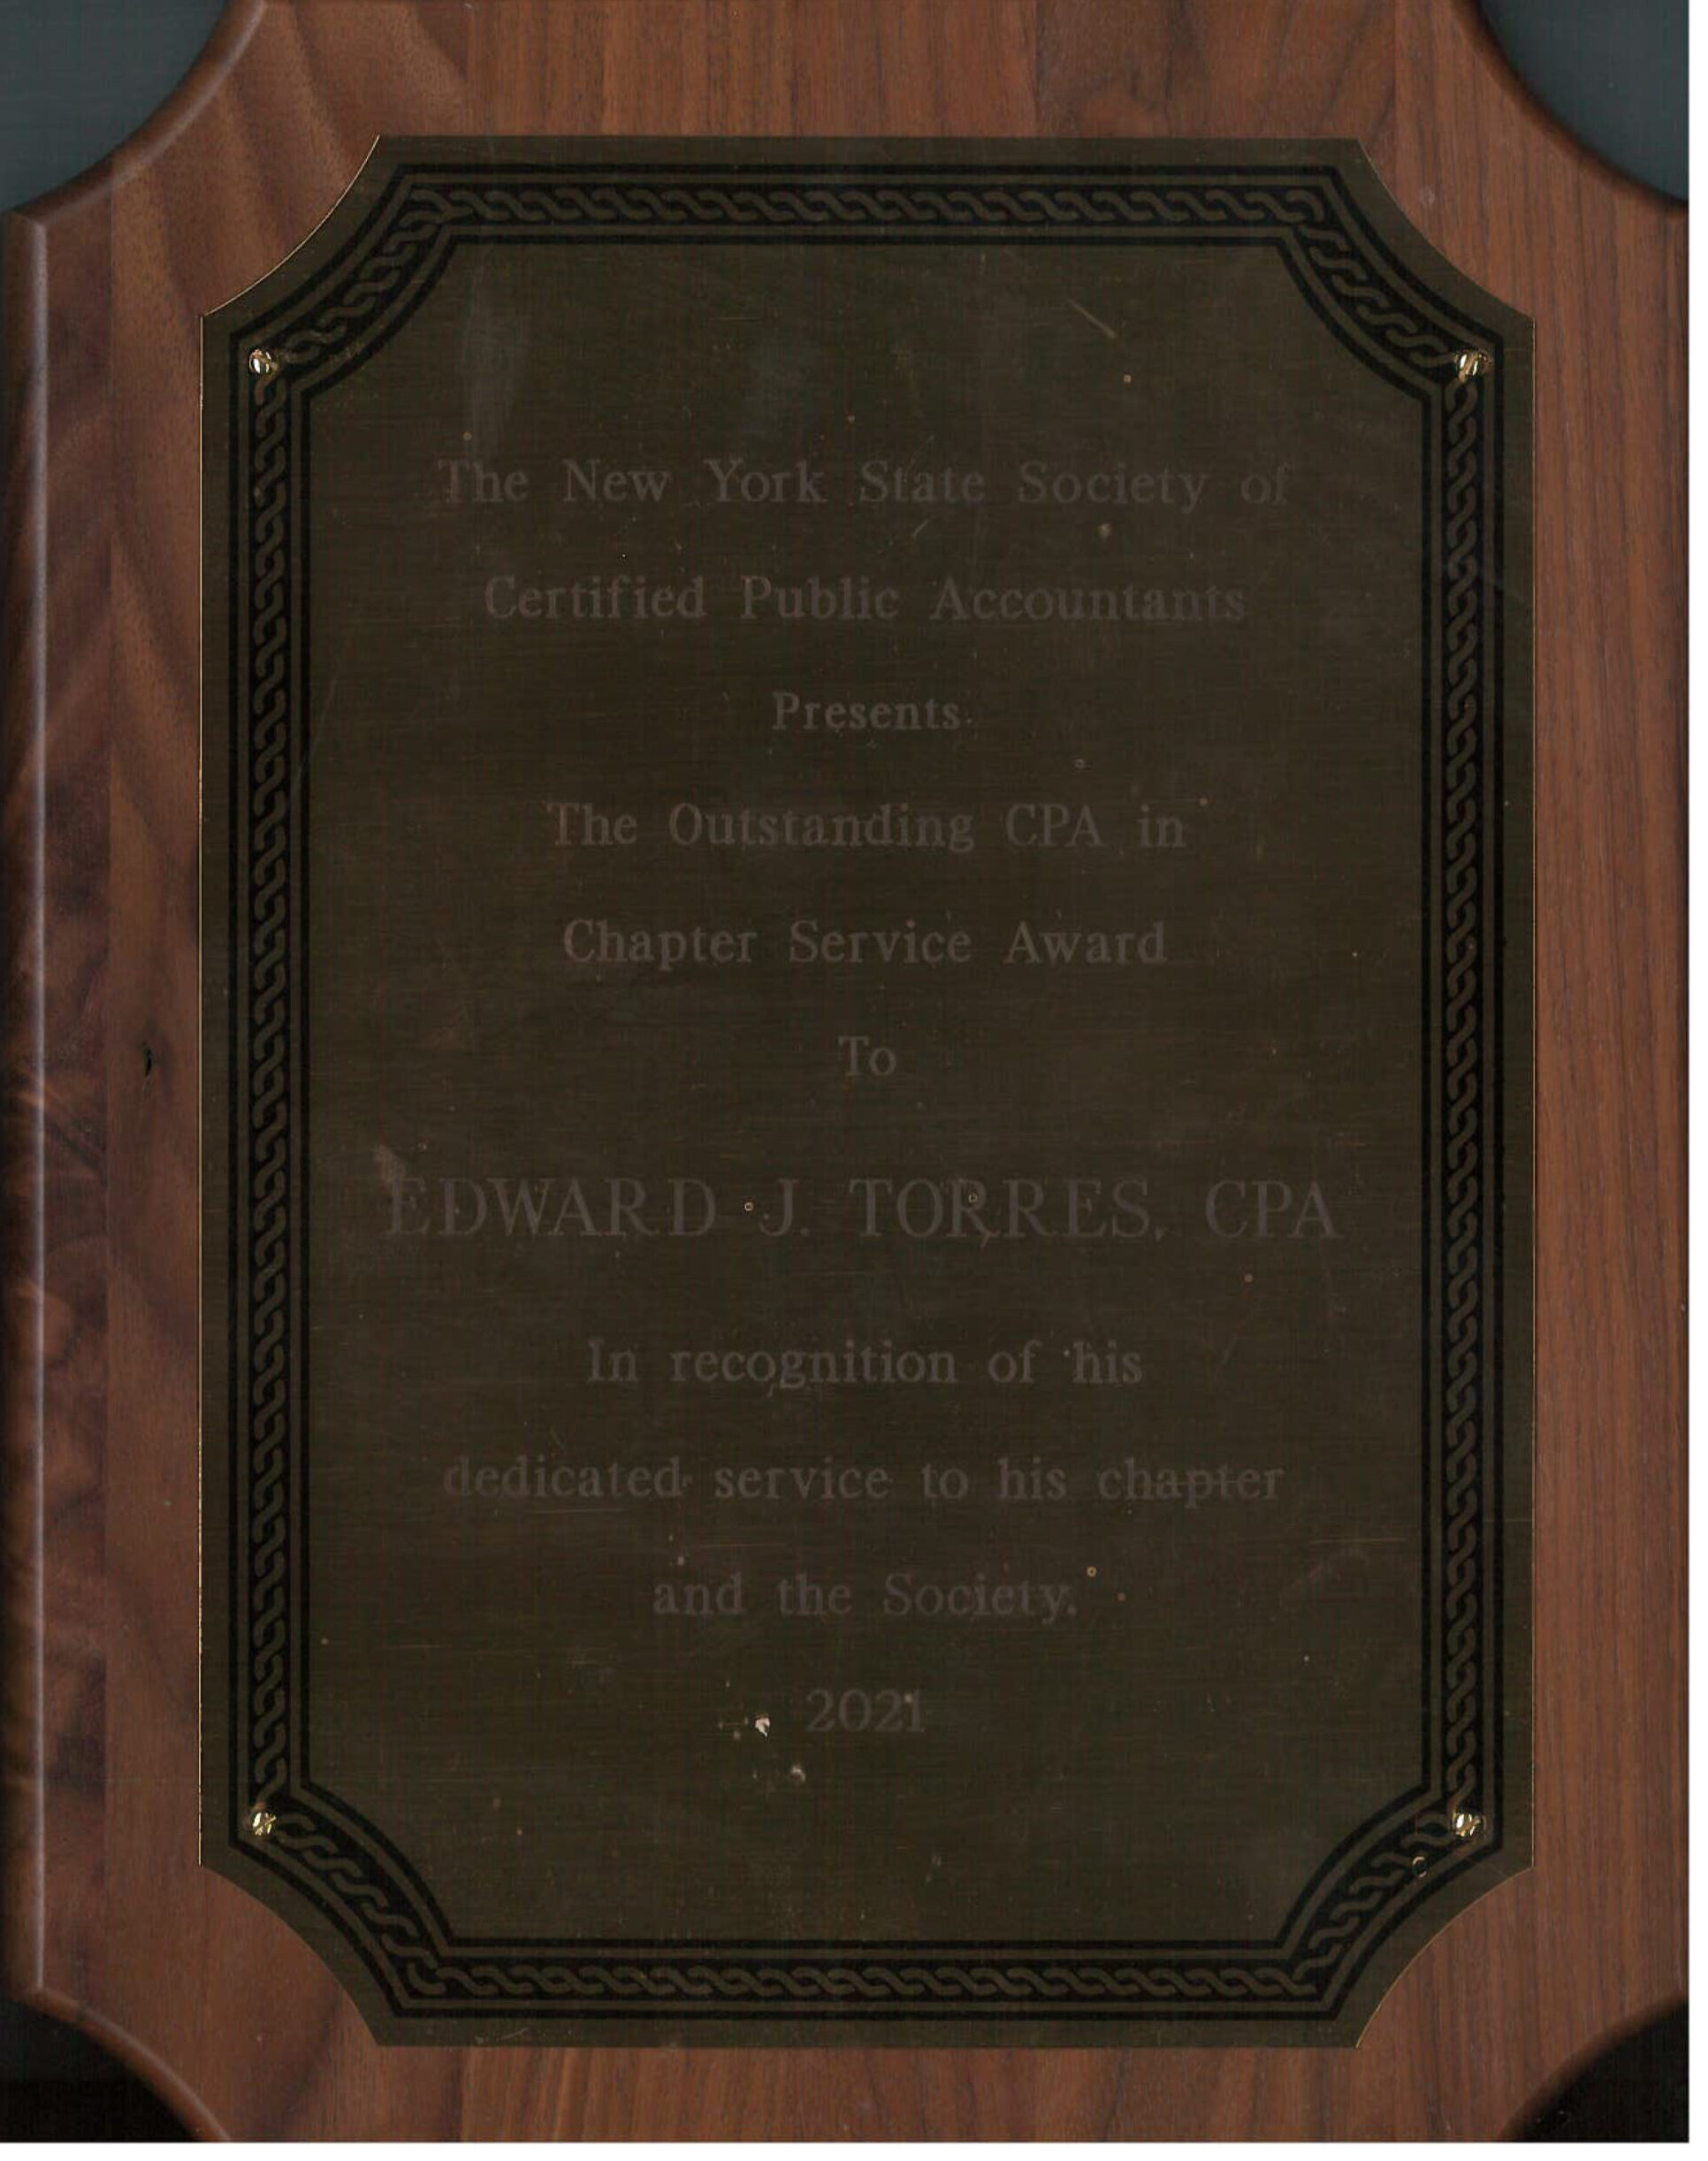 The New York State Society of
Certified Public Accountants
Presents
The Outstanding CPA in
Chapter Service Award
To
EDWARD J. TORRES, CPA
In recognition of his
dedicated service to his chapter
and the Society.
2021